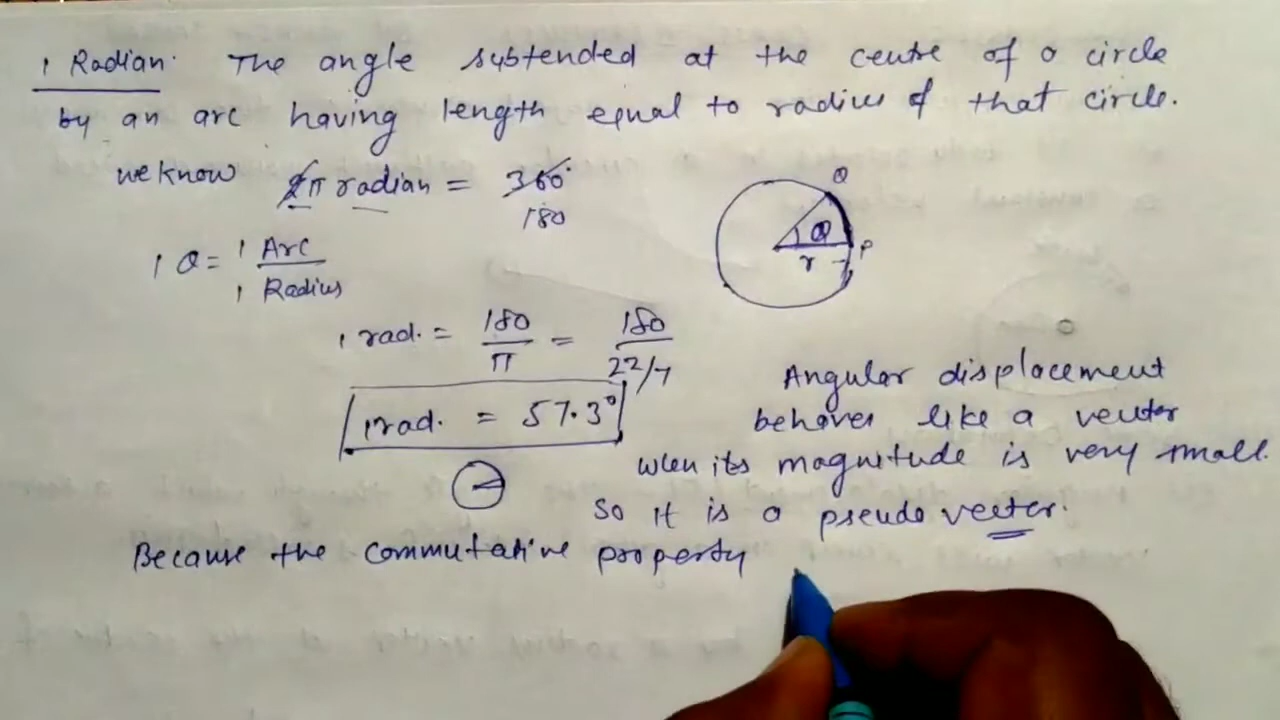 1 Radian. The angle subtended at the centre of a circle
by an arc having length equal to radius of that circle.
we know 2π radian = 360°
180
1 θ = 1 Arc / 1 Radius
Q
θ
r
P
1 rad. = 180/π = 180/22/7
1 rad. = 57.3°
Angular displacement
behaves like a vector
when its magnitude is very small.
So it is a pseudo vector.
Because the commutative property